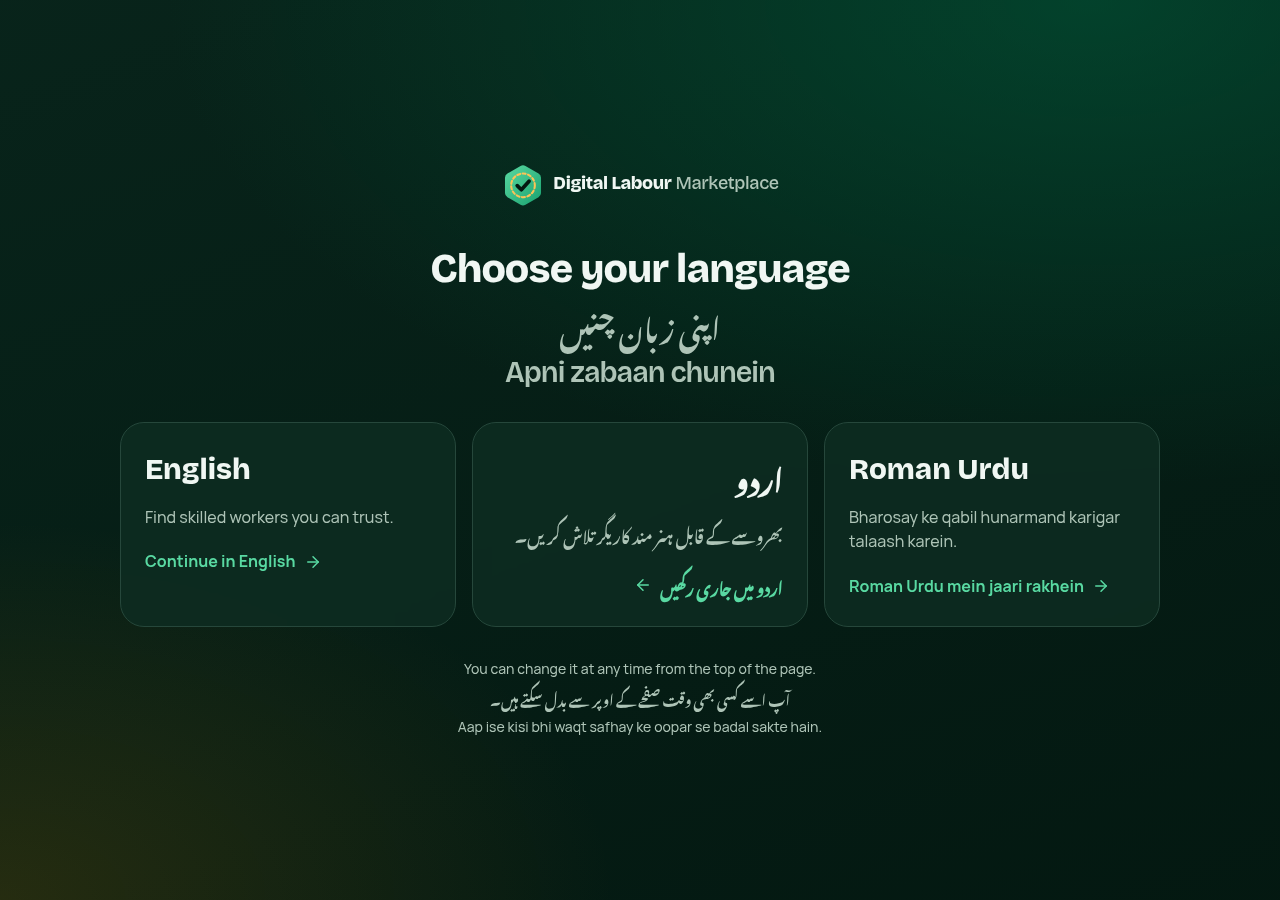 Digital Labour Marketplace
Choose your language
اپنی زبان چنیں
Apni zabaan chunein
English
Find skilled workers you can trust.
Continue in English
اردو
بھروسے کے قابل ہنر مند کاریگر تلاش کریں۔
اردو میں جاری رکھیں
Roman Urdu
Bharosay ke qabil hunarmand karigar
talaash karein.
Roman Urdu mein jaari rakhein
You can change it at any time from the top of the page.
آپ اسے کسی بھی وقت صفحے کے اوپر سے بدل سکتے ہیں۔
Aap ise kisi bhi waqt safhay ke oopar se badal sakte hain.